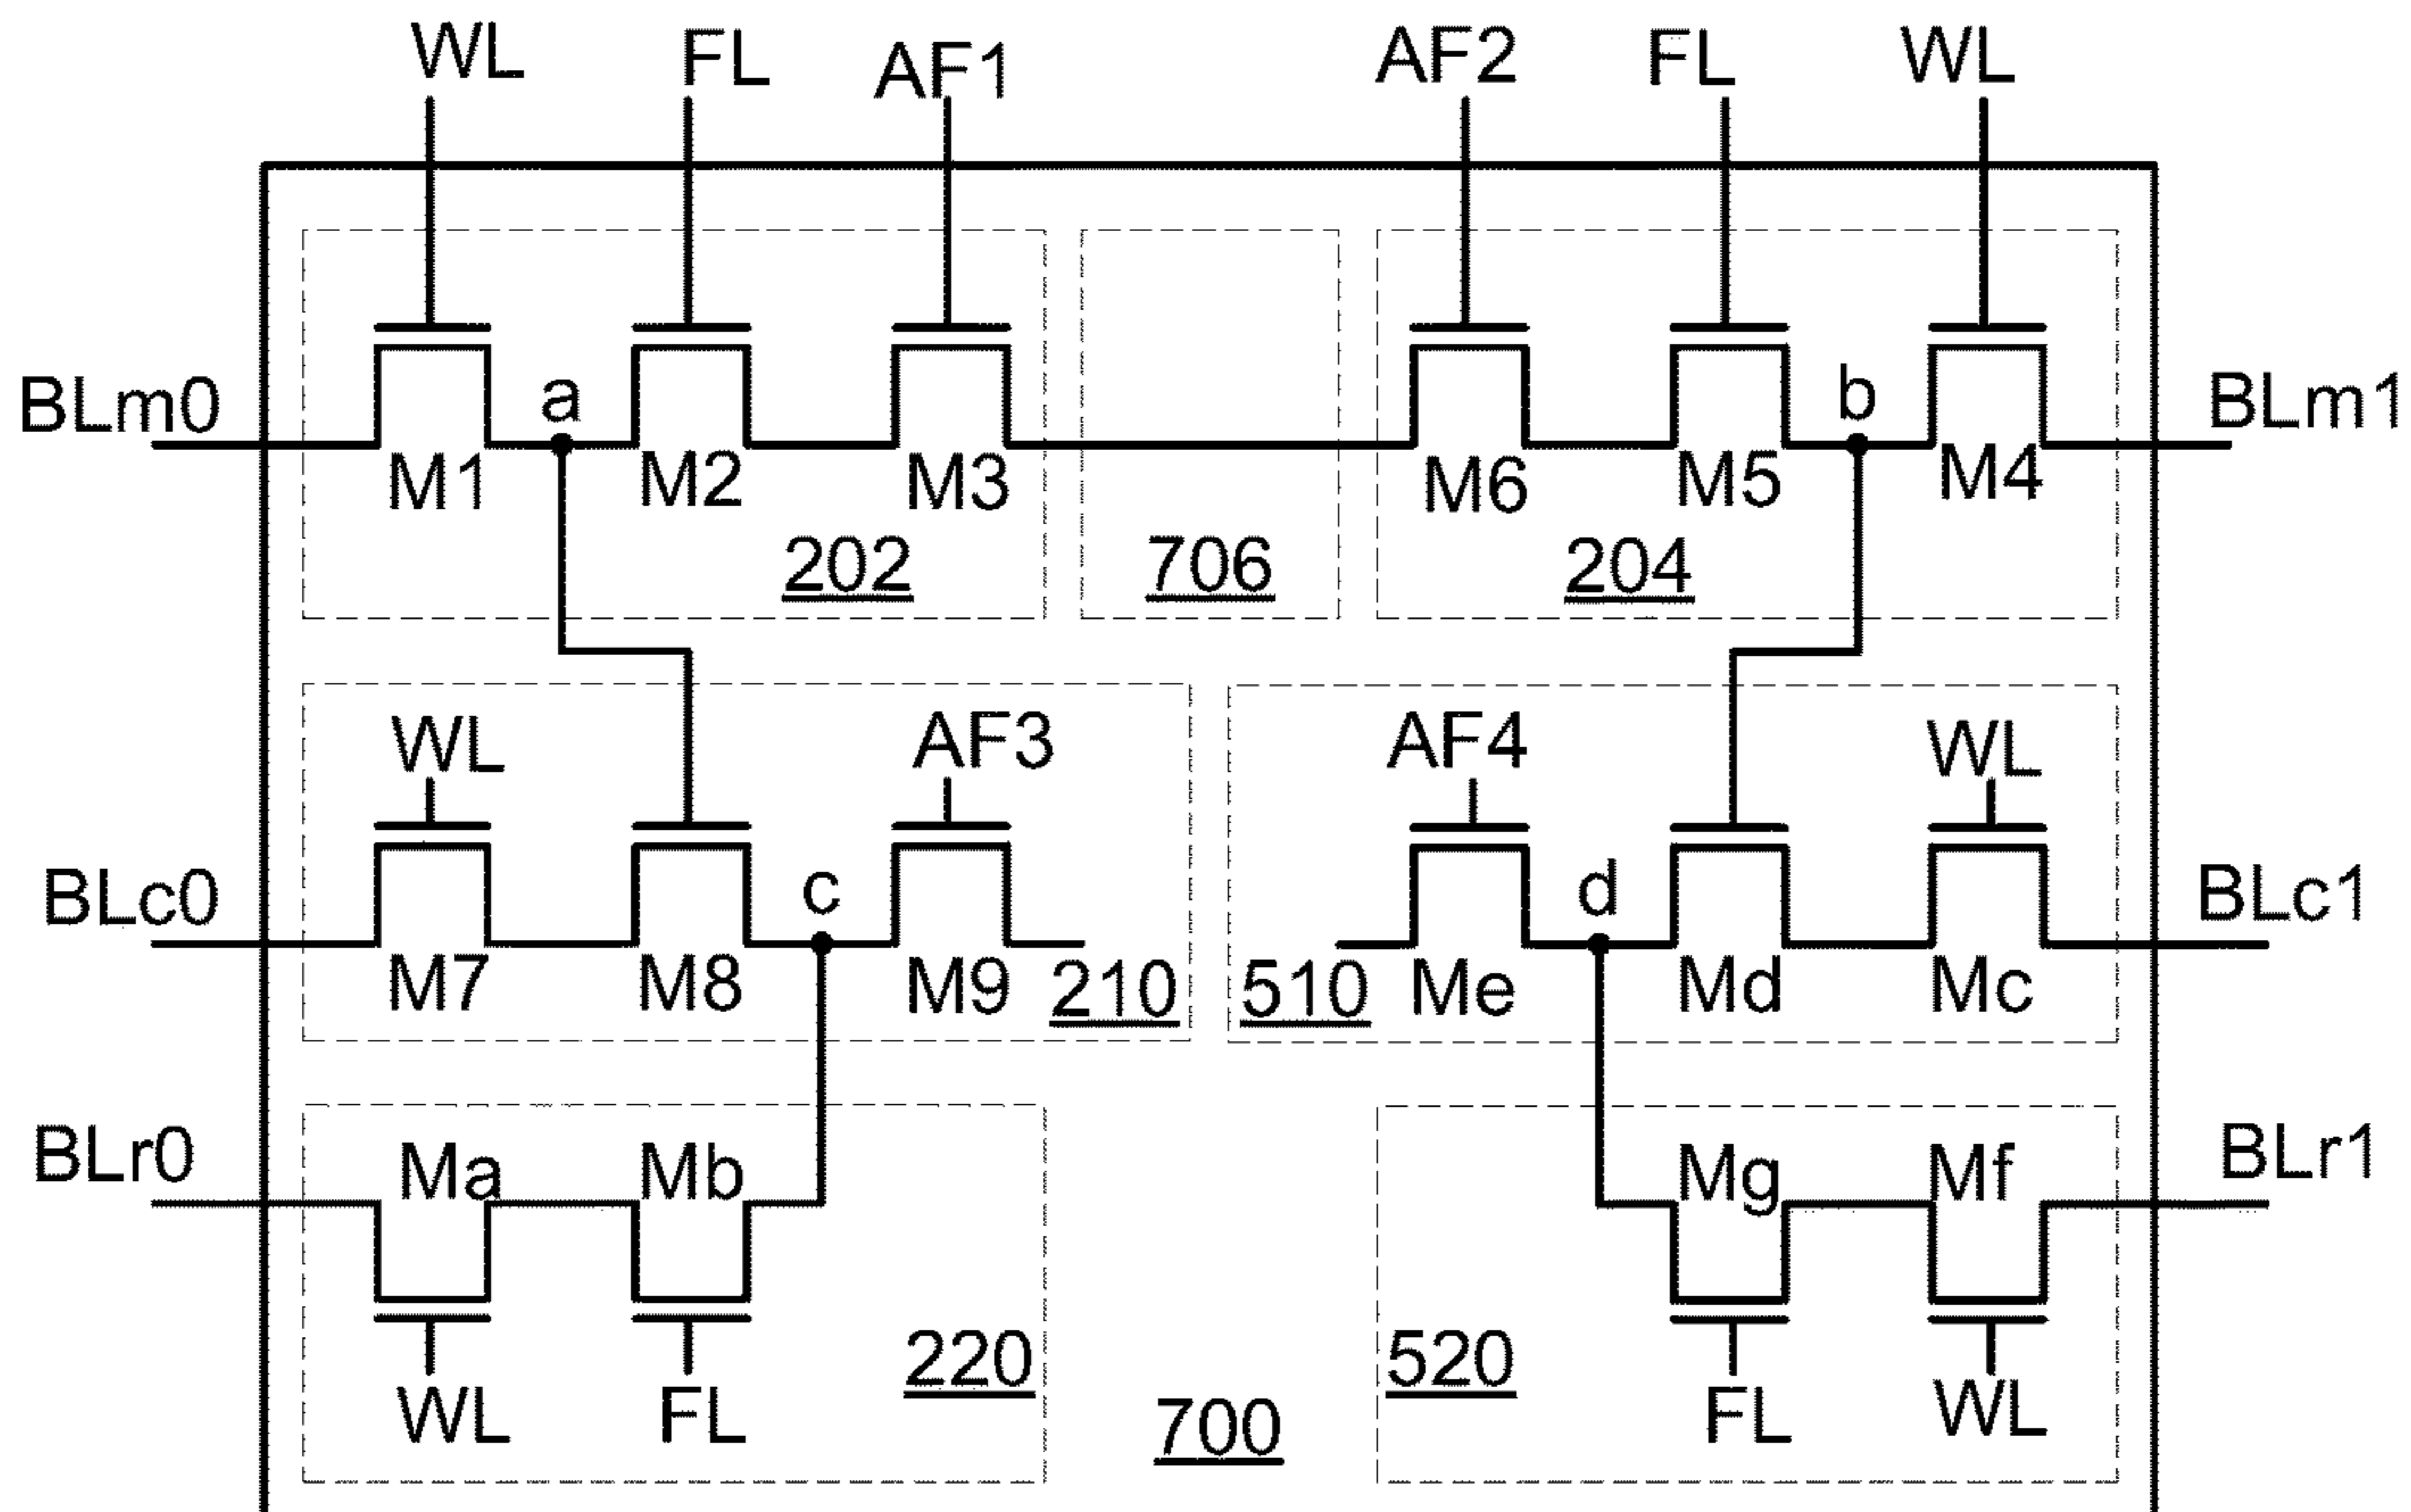 WL FL AF1 AF2 FL WL
BLm0 a b BLm1
M1 M2 M3 M6 M5 M4
202 706 204
WL AF3 AF4 WL
BLc0 c d BLc1
M7 M8 M9 210 510 Me Md Mc
BLr0 Ma Mb Mg Mf BLr1
220 520
WL FL 700 FL WL